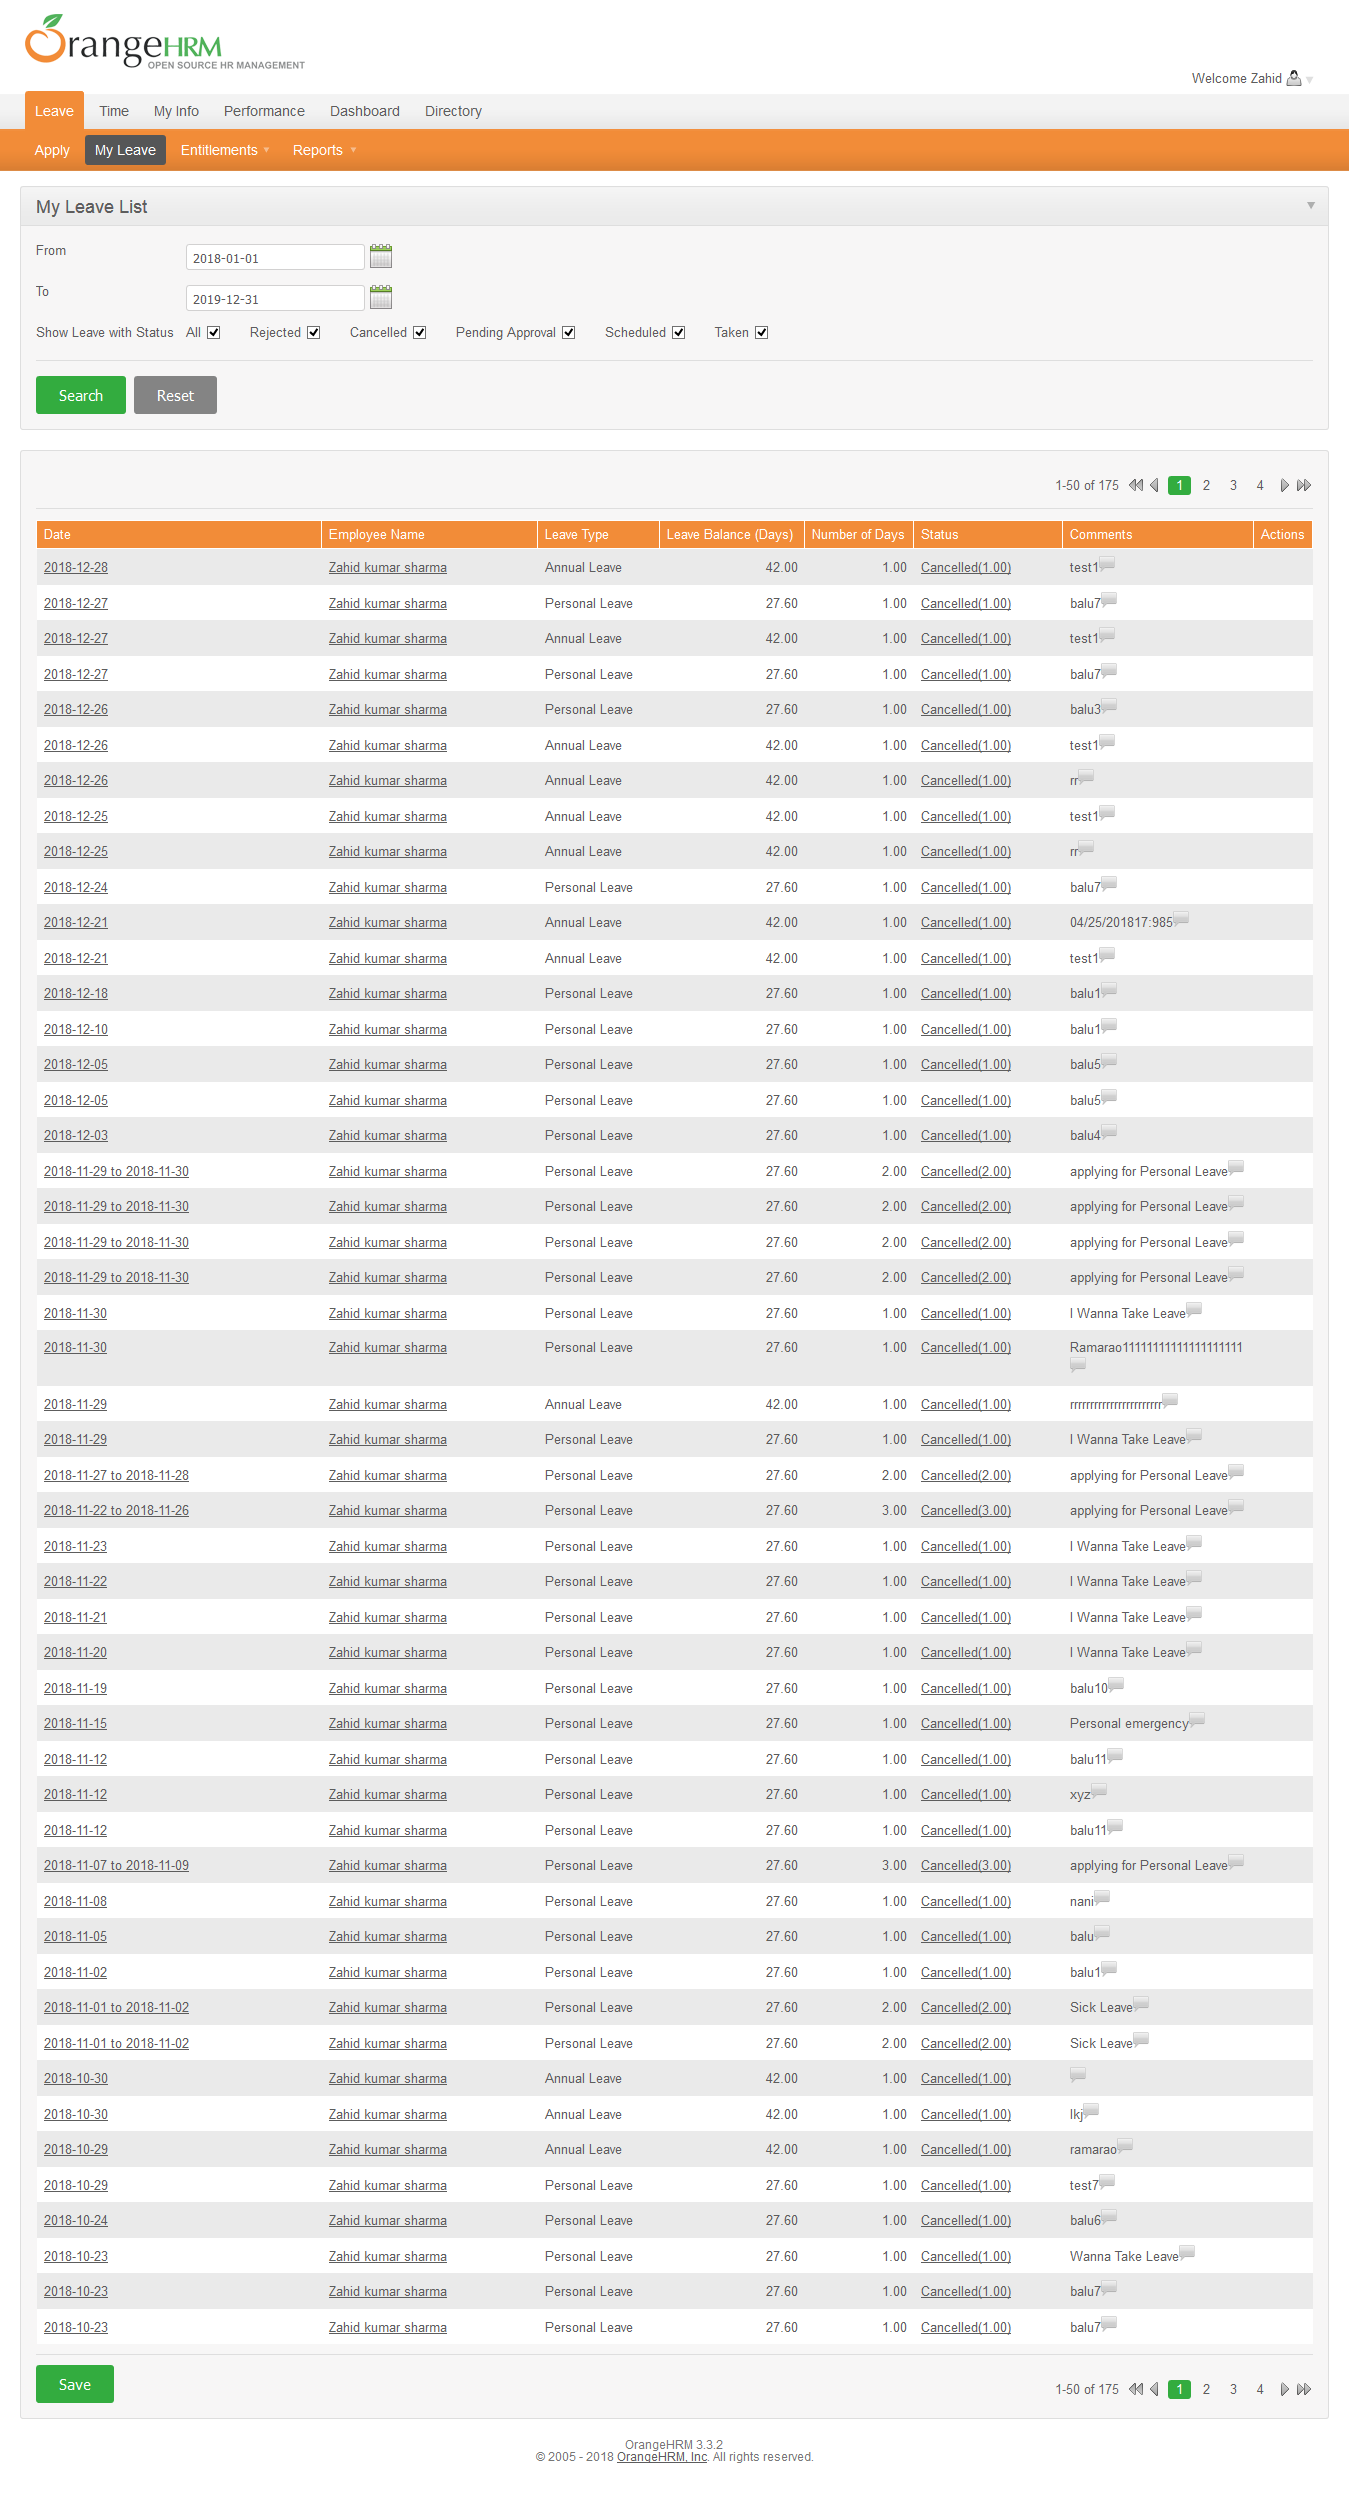 OrangeHRM
OPEN SOURCE HR MANAGEMENT
Welcome Zahid
Leave Time My Info Performance Dashboard Directory
Apply My Leave Entitlements Reports
My Leave List
From 2018-01-01
To 2019-12-31
Show Leave with Status All Rejected Cancelled Pending Approval Scheduled Taken
Search Reset
1-50 of 175 1 2 3 4
Date Employee Name Leave Type Leave Balance (Days) Number of Days Status Comments Actions
2018-12-28 Zahid kumar sharma Annual Leave 42.00 1.00 Cancelled(1.00) test1
2018-12-27 Zahid kumar sharma Personal Leave 27.60 1.00 Cancelled(1.00) balu7
2018-12-27 Zahid kumar sharma Annual Leave 42.00 1.00 Cancelled(1.00) test1
2018-12-27 Zahid kumar sharma Personal Leave 27.60 1.00 Cancelled(1.00) balu7
2018-12-26 Zahid kumar sharma Personal Leave 27.60 1.00 Cancelled(1.00) balu3
2018-12-26 Zahid kumar sharma Annual Leave 42.00 1.00 Cancelled(1.00) test1
2018-12-26 Zahid kumar sharma Annual Leave 42.00 1.00 Cancelled(1.00) rr
2018-12-25 Zahid kumar sharma Annual Leave 42.00 1.00 Cancelled(1.00) test1
2018-12-25 Zahid kumar sharma Annual Leave 42.00 1.00 Cancelled(1.00) rr
2018-12-24 Zahid kumar sharma Personal Leave 27.60 1.00 Cancelled(1.00) balu7
2018-12-21 Zahid kumar sharma Annual Leave 42.00 1.00 Cancelled(1.00) 04/25/201817:985
2018-12-21 Zahid kumar sharma Annual Leave 42.00 1.00 Cancelled(1.00) test1
2018-12-18 Zahid kumar sharma Personal Leave 27.60 1.00 Cancelled(1.00) balu1
2018-12-10 Zahid kumar sharma Personal Leave 27.60 1.00 Cancelled(1.00) balu1
2018-12-05 Zahid kumar sharma Personal Leave 27.60 1.00 Cancelled(1.00) balu5
2018-12-05 Zahid kumar sharma Personal Leave 27.60 1.00 Cancelled(1.00) balu5
2018-12-03 Zahid kumar sharma Personal Leave 27.60 1.00 Cancelled(1.00) balu4
2018-11-29 to 2018-11-30 Zahid kumar sharma Personal Leave 27.60 2.00 Cancelled(2.00) applying for Personal Leave
2018-11-29 to 2018-11-30 Zahid kumar sharma Personal Leave 27.60 2.00 Cancelled(2.00) applying for Personal Leave
2018-11-29 to 2018-11-30 Zahid kumar sharma Personal Leave 27.60 2.00 Cancelled(2.00) applying for Personal Leave
2018-11-29 to 2018-11-30 Zahid kumar sharma Personal Leave 27.60 2.00 Cancelled(2.00) applying for Personal Leave
2018-11-30 Zahid kumar sharma Personal Leave 27.60 1.00 Cancelled(1.00) I Wanna Take Leave
2018-11-30 Zahid kumar sharma Personal Leave 27.60 1.00 Cancelled(1.00)
2018-11-29 Zahid kumar sharma Annual Leave 42.00 1.00 Cancelled(1.00)
2018-11-29 Zahid kumar sharma Personal Leave 27.60 1.00 Cancelled(1.00) I Wanna Take Leave
2018-11-27 to 2018-11-28 Zahid kumar sharma Personal Leave 27.60 2.00 Cancelled(2.00) applying for Personal Leave
2018-11-22 to 2018-11-26 Zahid kumar sharma Personal Leave 27.60 3.00 Cancelled(3.00) applying for Personal Leave
2018-11-23 Zahid kumar sharma Personal Leave 27.60 1.00 Cancelled(1.00) I Wanna Take Leave
2018-11-22 Zahid kumar sharma Personal Leave 27.60 1.00 Cancelled(1.00) I Wanna Take Leave
2018-11-21 Zahid kumar sharma Personal Leave 27.60 1.00 Cancelled(1.00) I Wanna Take Leave
2018-11-20 Zahid kumar sharma Personal Leave 27.60 1.00 Cancelled(1.00) I Wanna Take Leave
2018-11-19 Zahid kumar sharma Personal Leave 27.60 1.00 Cancelled(1.00) balu10
2018-11-15 Zahid kumar sharma Personal Leave 27.60 1.00 Cancelled(1.00) Personal emergency
2018-11-12 Zahid kumar sharma Personal Leave 27.60 1.00 Cancelled(1.00) balu11
2018-11-12 Zahid kumar sharma Personal Leave 27.60 1.00 Cancelled(1.00) xyz
2018-11-12 Zahid kumar sharma Personal Leave 27.60 1.00 Cancelled(1.00) balu11
2018-11-07 to 2018-11-09 Zahid kumar sharma Personal Leave 27.60 3.00 Cancelled(3.00) applying for Personal Leave
2018-11-08 Zahid kumar sharma Personal Leave 27.60 1.00 Cancelled(1.00) nani
2018-11-05 Zahid kumar sharma Personal Leave 27.60 1.00 Cancelled(1.00) balu
2018-11-02 Zahid kumar sharma Personal Leave 27.60 1.00 Cancelled(1.00) balu1
2018-11-01 to 2018-11-02 Zahid kumar sharma Personal Leave 27.60 2.00 Cancelled(2.00) Sick Leave
2018-11-01 to 2018-11-02 Zahid kumar sharma Personal Leave 27.60 2.00 Cancelled(2.00) Sick Leave
2018-10-30 Zahid kumar sharma Annual Leave 42.00 1.00 Cancelled(1.00)
2018-10-30 Zahid kumar sharma Annual Leave 42.00 1.00 Cancelled(1.00) lkj
2018-10-29 Zahid kumar sharma Annual Leave 42.00 1.00 Cancelled(1.00) ramarao
2018-10-29 Zahid kumar sharma Personal Leave 27.60 1.00 Cancelled(1.00) test7
2018-10-24 Zahid kumar sharma Personal Leave 27.60 1.00 Cancelled(1.00) balu6
2018-10-23 Zahid kumar sharma Personal Leave 27.60 1.00 Cancelled(1.00) Wanna Take Leave
2018-10-23 Zahid kumar sharma Personal Leave 27.60 1.00 Cancelled(1.00) balu7
2018-10-23 Zahid kumar sharma Personal Leave 27.60 1.00 Cancelled(1.00) balu7
Save 1-50 of 175 1 2 3 4
OrangeHRM 3.3.2
© 2005 - 2018 OrangeHRM, Inc. All rights reserved.